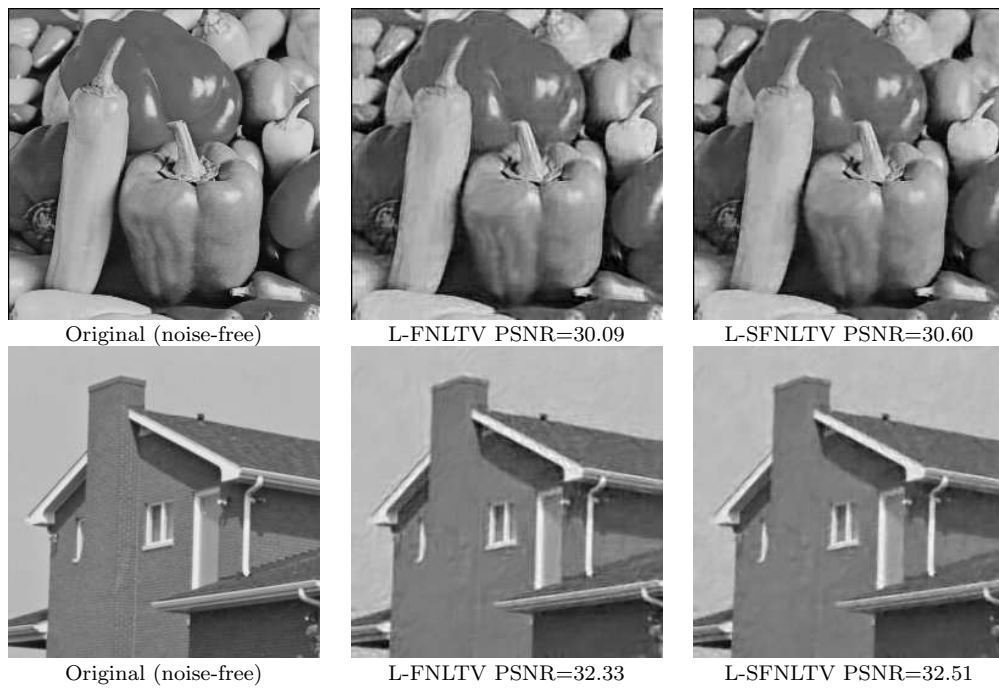 Original (noise-free)
L-FNLTV PSNR=30.09
L-SFNLTV PSNR=30.60
Original (noise-free)
L-FNLTV PSNR=32.33
L-SFNLTV PSNR=32.51